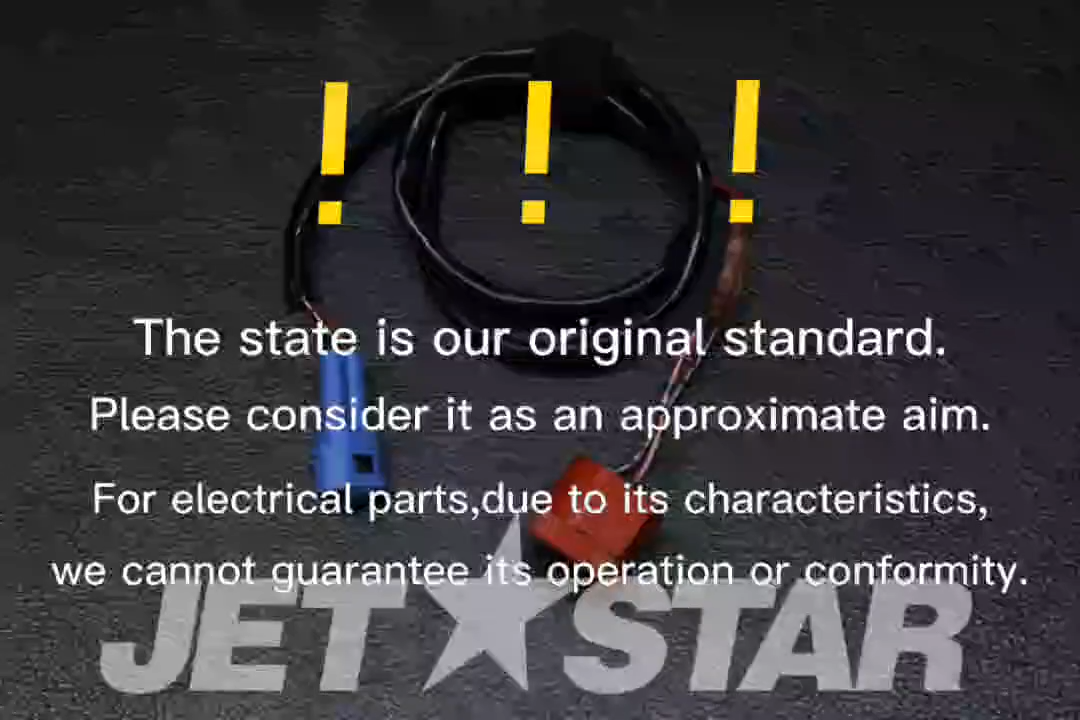 ! ! !
The state is our original standard.
Please consider it as an approximate aim.
For electrical parts,due to its characteristics,
we cannot guarantee its operation or conformity.
JET★STAR